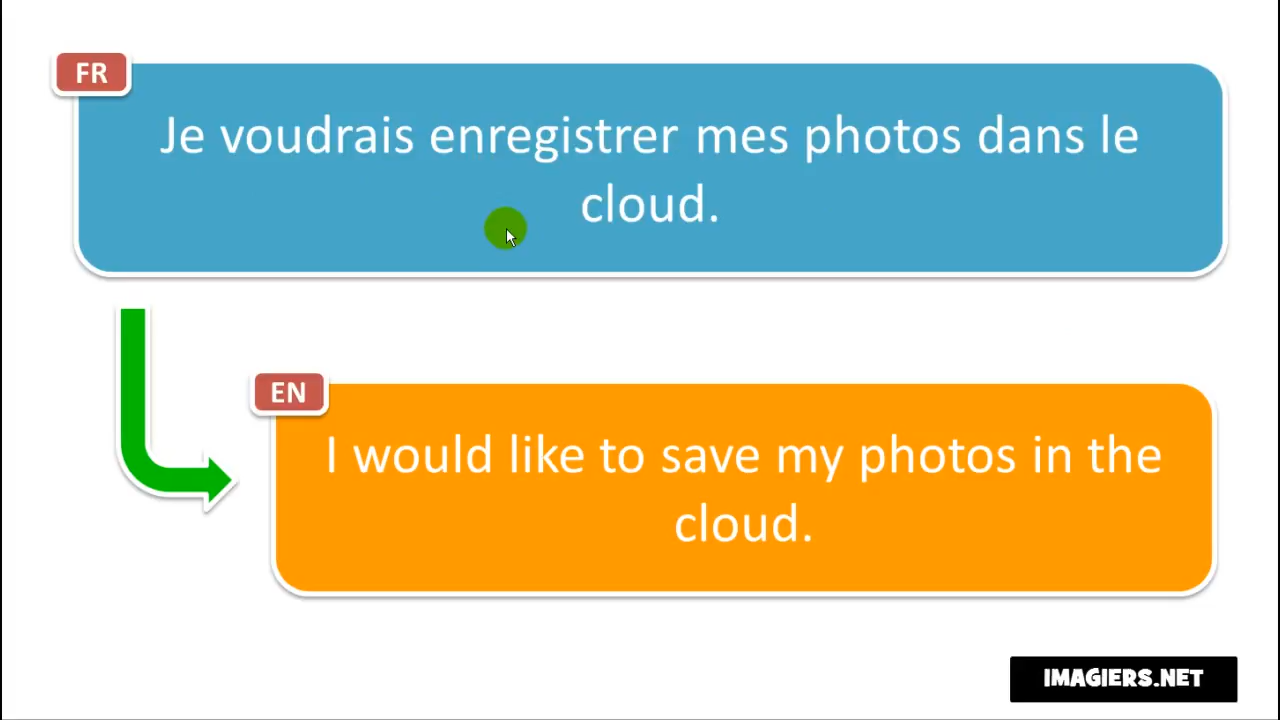 FR
Je voudrais enregistrer mes photos dans le
cloud.
EN
I would like to save my photos in the
cloud.
IMAGIERS.NET